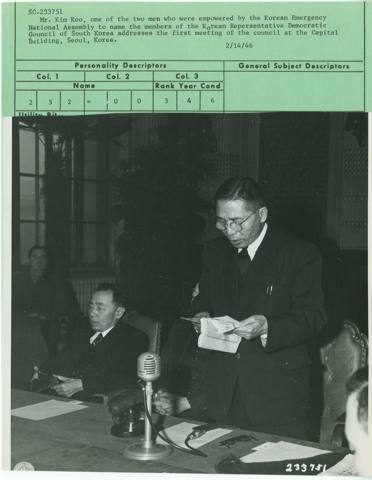 SC-233751
Mr. Kim Koo, one of the two men who were empowered by the Korean Emergency
National Assembly to name the members of the Korean Representative Democratic
Council of South Korea addresses the first meeting of the council at the Capital
Building, Seoul, Korea. 2/14/46
Personality Descriptors
General Subject Descriptors
Col. 1 Col. 2 Col. 3
Name Rank Year Cand
2 5 2 = 0 0 3 4 6
233751